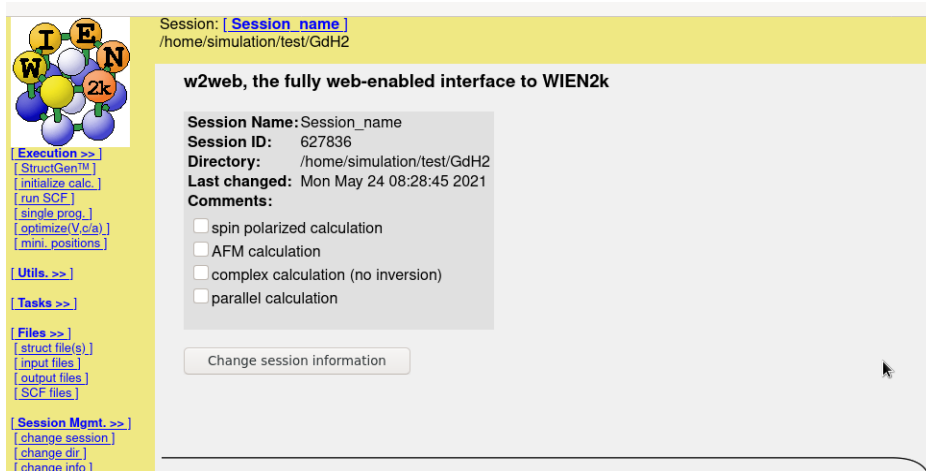 Session: [ Session_name ]
/home/simulation/test/GdH2
W I E N 2k
[ Execution >> ]
[ StructGen™ ]
[ initialize calc. ]
[ run SCF ]
[ single prog. ]
[ optimize(V,c/a) ]
[ mini. positions ]
[ Utils. >> ]
[ Tasks >> ]
[ Files >> ]
[ struct file(s) ]
[ input files ]
[ output files ]
[ SCF files ]
[ Session Mgmt. >> ]
[ change session ]
[ change dir ]
[ change info ]
w2web, the fully web-enabled interface to WIEN2k
Session Name: Session_name
Session ID: 627836
Directory: /home/simulation/test/GdH2
Last changed: Mon May 24 08:28:45 2021
Comments:
spin polarized calculation
AFM calculation
complex calculation (no inversion)
parallel calculation
Change session information